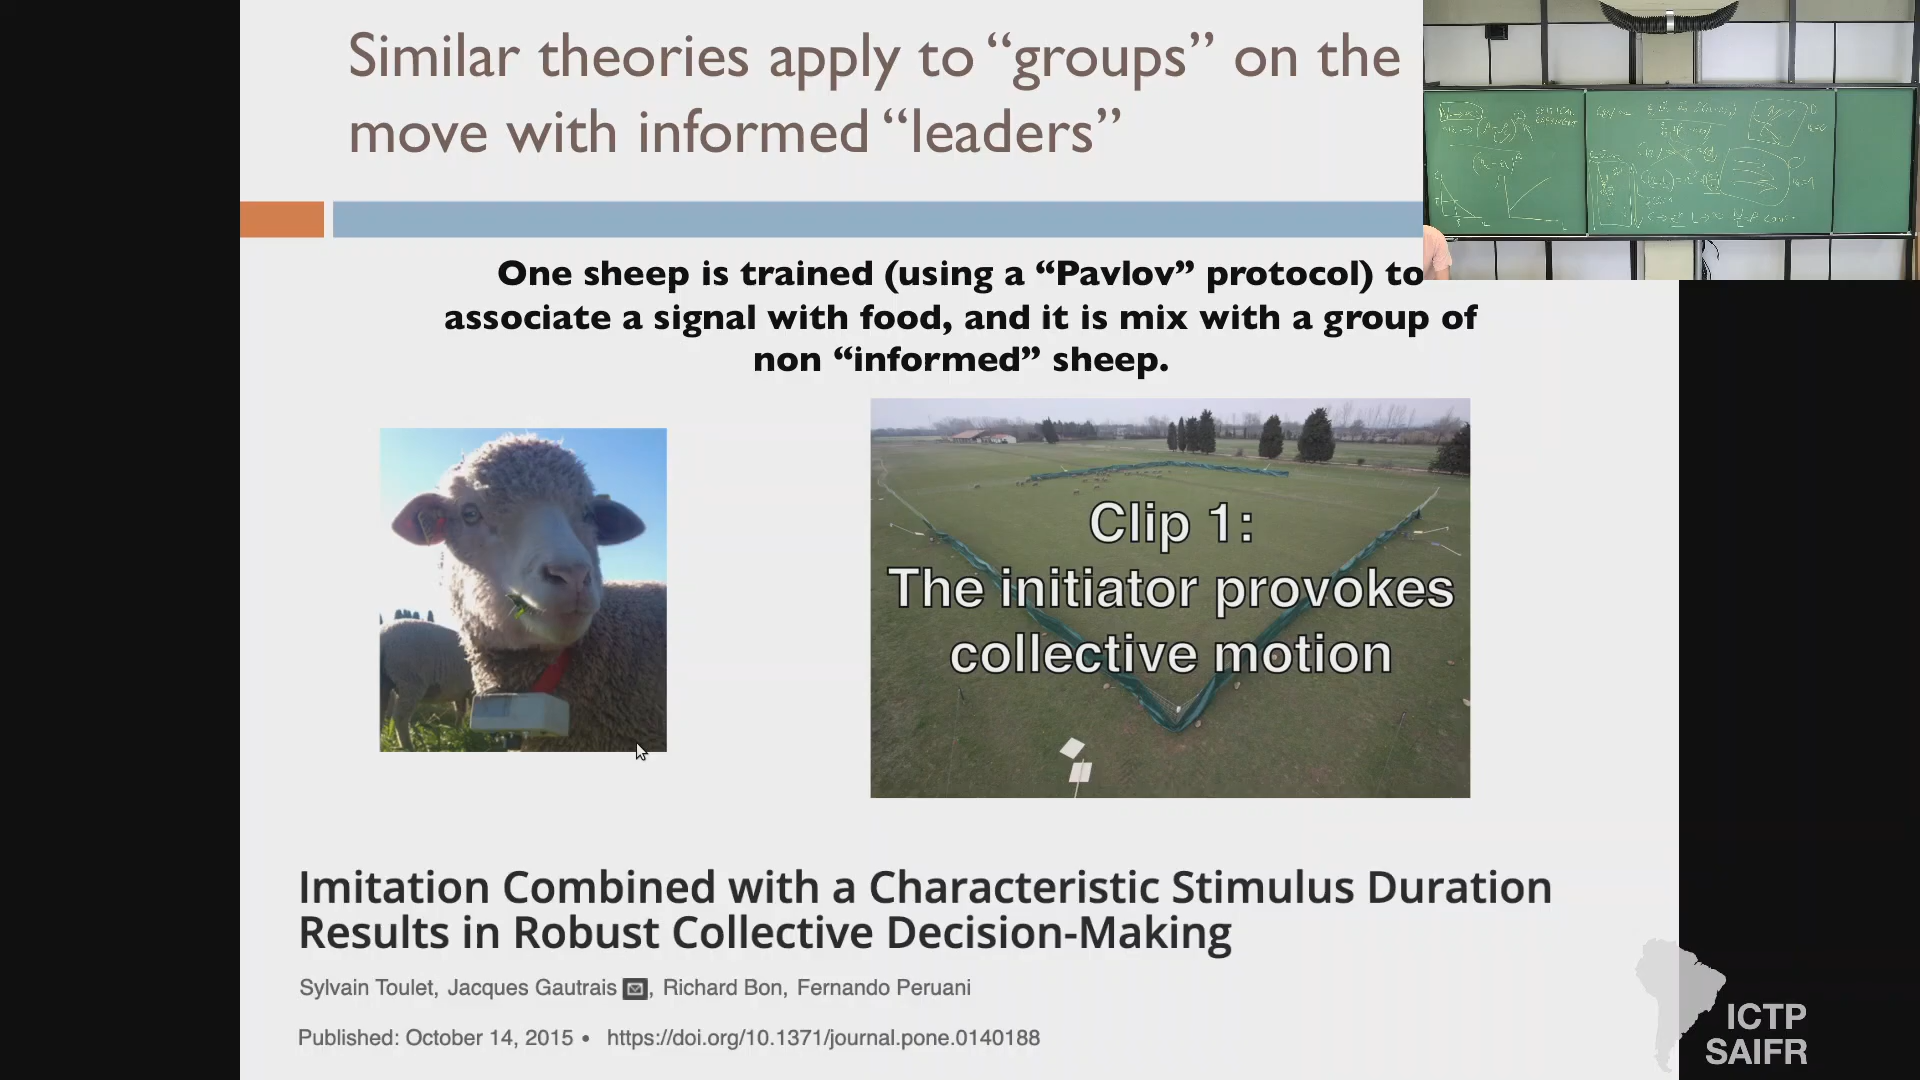 Similar theories apply to “groups” on the
move with informed “leaders”
One sheep is trained (using a “Pavlov” protocol) to
associate a signal with food, and it is mix with a group of
non “informed” sheep.
Clip 1:
The initiator provokes
collective motion
Imitation Combined with a Characteristic Stimulus Duration
Results in Robust Collective Decision-Making
Sylvain Toulet, Jacques Gautrais , Richard Bon, Fernando Peruani
Published: October 14, 2015 • https://doi.org/10.1371/journal.pone.0140188
ICTP
SAIFR